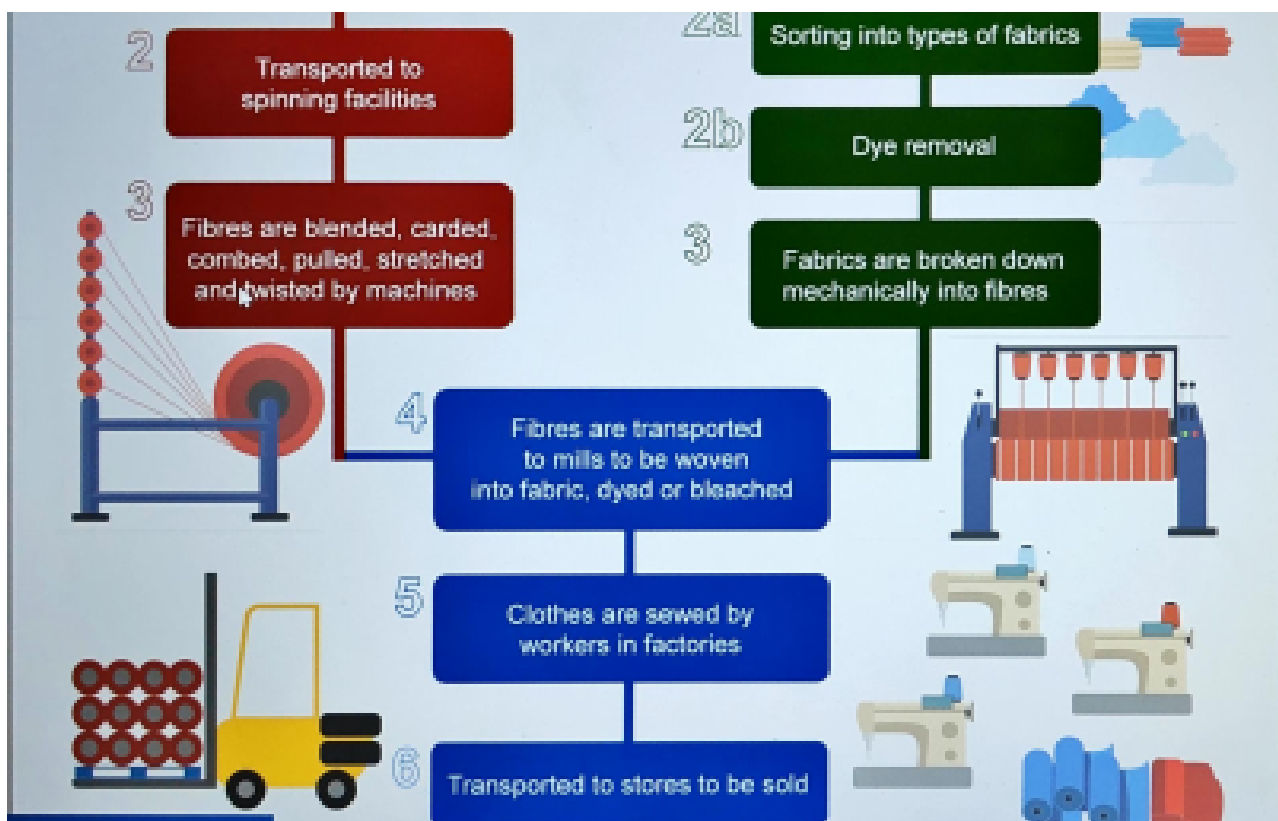 2
Transported to
spinning facilities
3
Fibres are blended, carded,
combed, pulled, stretched
and twisted by machines
2a
Sorting into types of fabrics
2b
Dye removal
3
Fabrics are broken down
mechanically into fibres
4
Fibres are transported
to mills to be woven
into fabric, dyed or bleached
5
Clothes are sewed by
workers in factories
6
Transported to stores to be sold